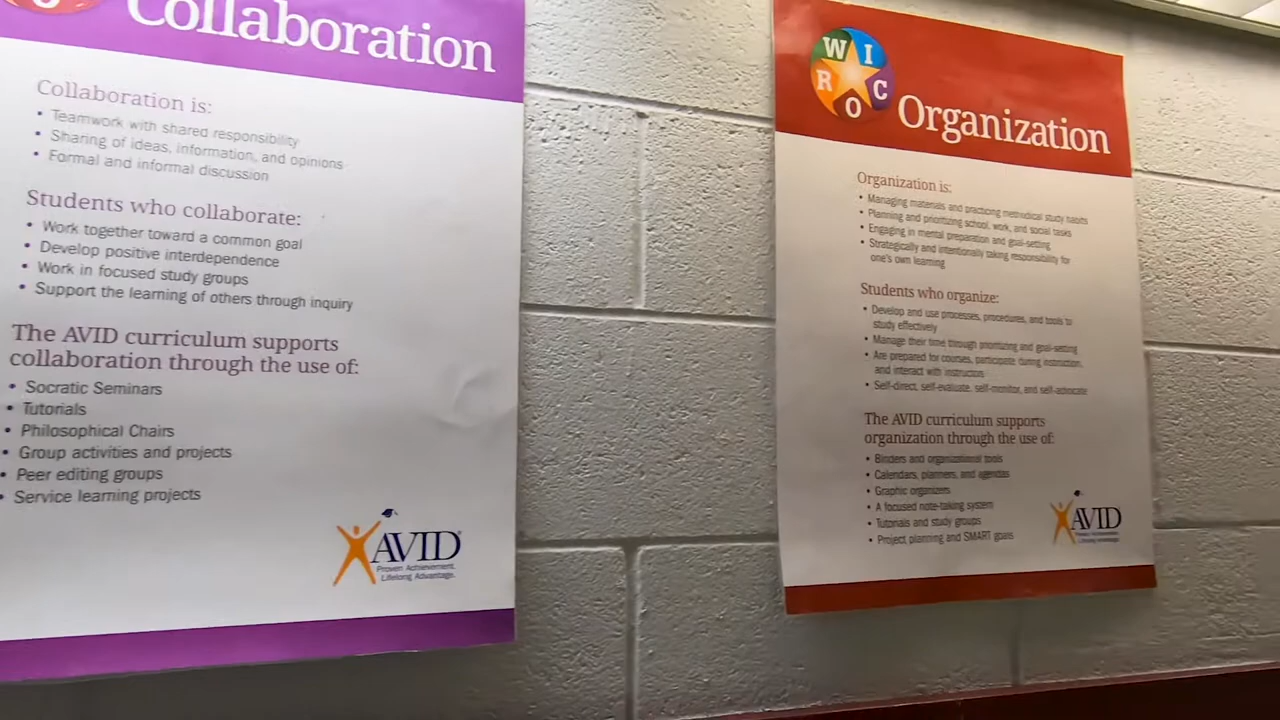 Collaboration
Collaboration is:
• Teamwork with shared responsibility
• Sharing of ideas, information, and opinions
• Formal and informal discussion
Students who collaborate:
• Work together toward a common goal
• Develop positive interdependence
• Work in focused study groups
• Support the learning of others through inquiry
The AVID curriculum supports
collaboration through the use of:
• Socratic Seminars
• Tutorials
• Philosophical Chairs
• Group activities and projects
• Peer editing groups
• Service learning projects
AVID
Proven Achievement.
Lifelong Advantage.
W I C O R
Organization
Organization is:
• Managing materials and practicing methodical study habits
• Planning and prioritizing school, work, and social tasks
• Engaging in mental preparation and goal-setting
• Strategically and intentionally taking responsibility for
one's own learning
Students who organize:
• Develop and use processes, procedures, and tools to
study effectively
• Manage their time through prioritizing and goal-setting
• Are prepared for courses, participate during instruction,
and interact with instructors
• Self-direct, self-evaluate, self-monitor, and self-advocate
The AVID curriculum supports
organization through the use of:
• Binders and organizational tools
• Calendars, planners, and agendas
• Graphic organizers
• A focused note-taking system
• Tutorials and study groups
• Project planning and SMART goals
AVID
Proven Achievement.
Lifelong Advantage.